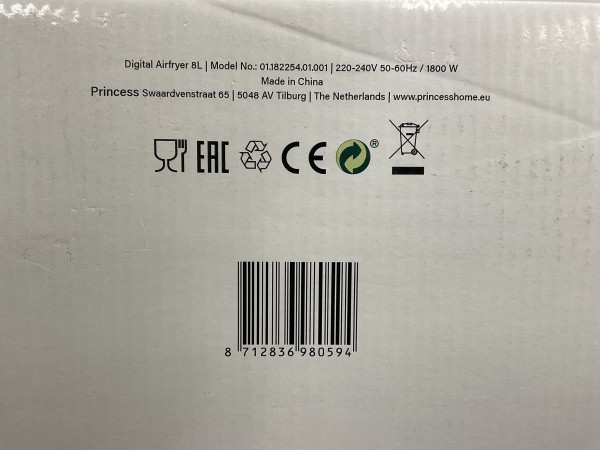 Digital Airfryer 8L | Model No.: 01.182254.01.001 | 220-240V 50-60Hz / 1800 W
Made in China
Princess Swaardvenstraat 65 | 5048 AV Tilburg | The Netherlands | www.princesshome.eu
EAC CE ®
8 712836 980594